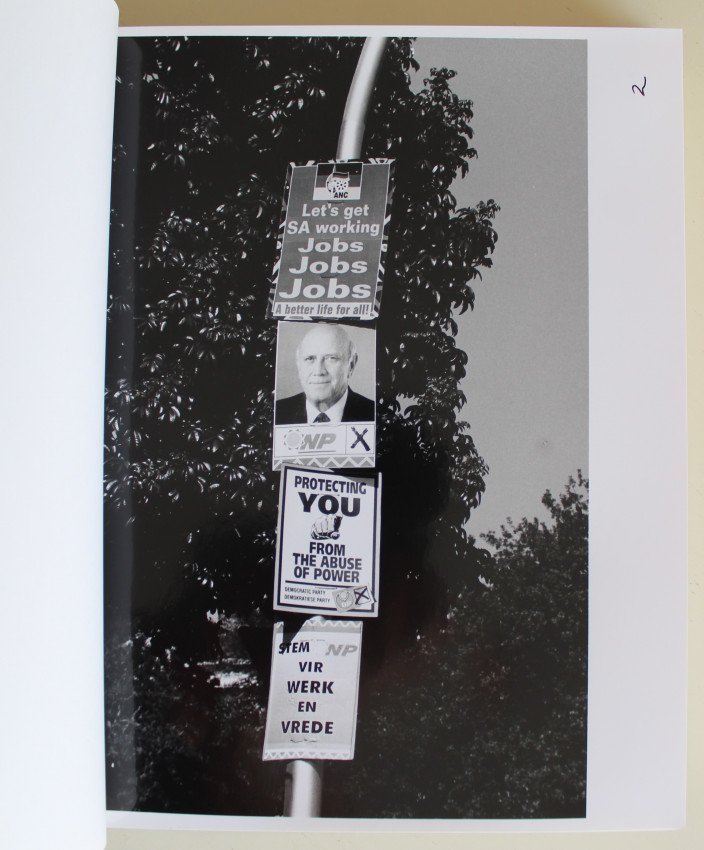 2
ANC
Let's get
SA working
Jobs
Jobs
Jobs
A better life for all!
NP X
PROTECTING
YOU
FROM
THE ABUSE
OF POWER
DEMOCRATIC PARTY
DEMOKRATIESE PARTY
X
STEM NP
VIR
WERK
EN
VREDE